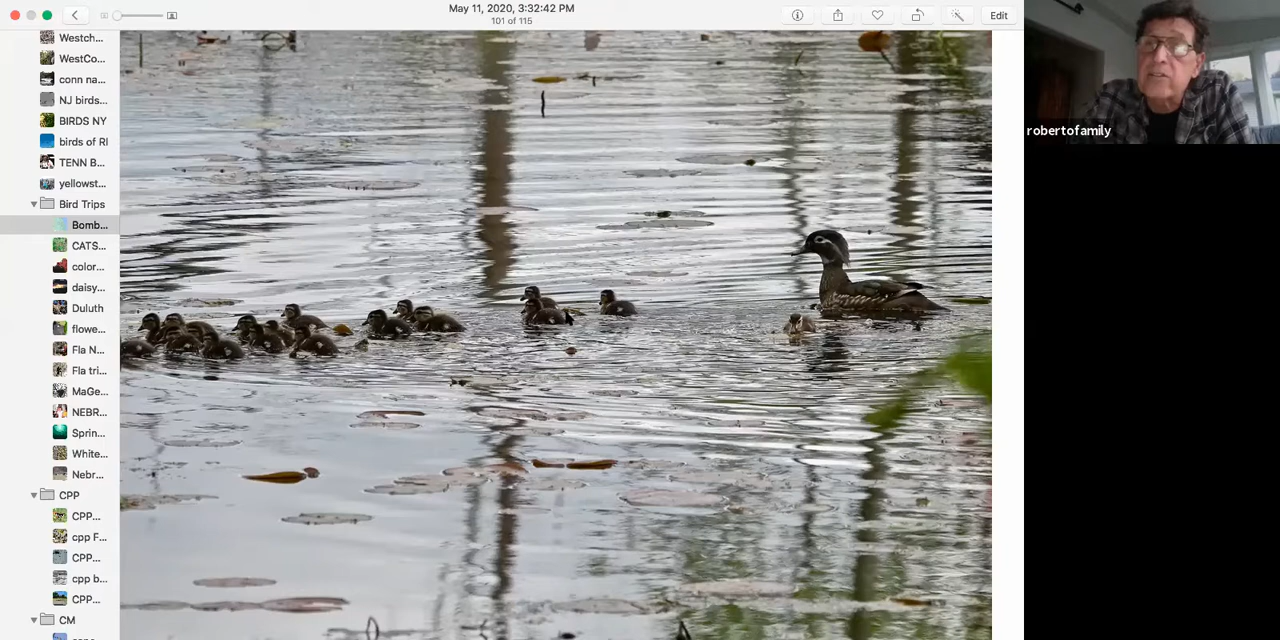 May 11, 2020, 3:32:42 PM
101 of 115
Edit
Westch...
WestCo...
conn na...
NJ birds...
BIRDS NY
birds of RI
TENN B...
yellowst...
Bird Trips
Bomb...
CATS...
color...
daisy...
Duluth
flowe...
Fla N...
Fla tri...
MaGe...
NEBR...
Sprin...
White...
Nebr...
CPP
CPP...
cpp F...
CPP...
cpp b...
CPP...
CM
robertofamily